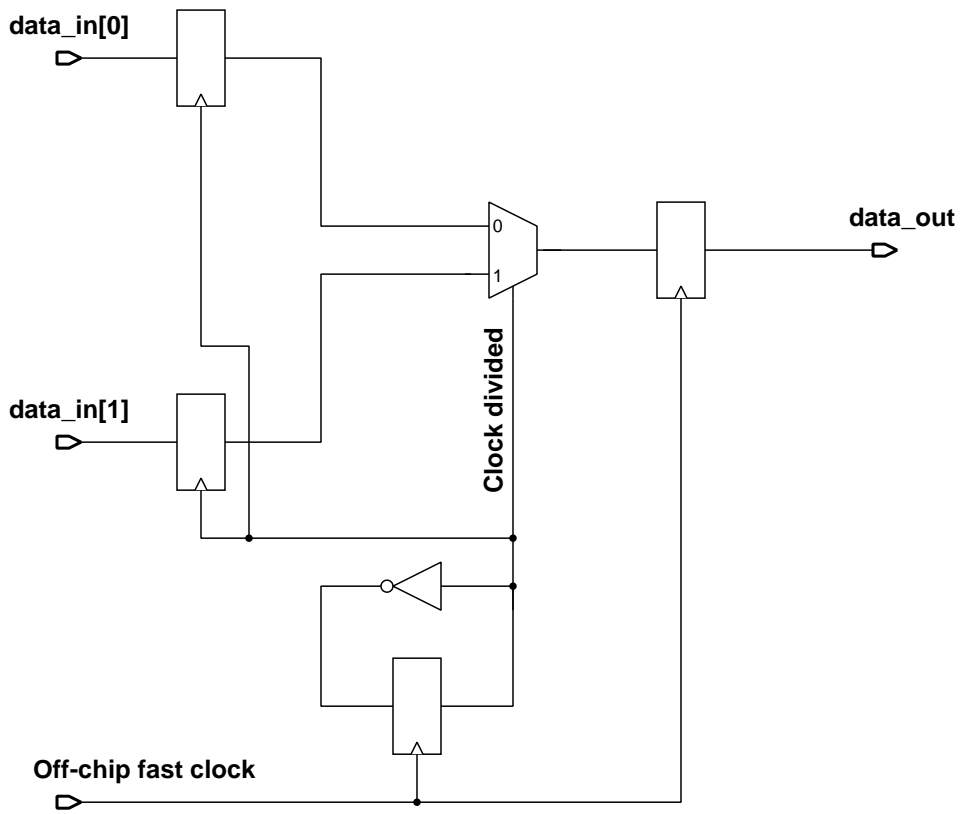 data_in[0]
0
data_out
1
Clock divided
data_in[1]
Off-chip fast clock